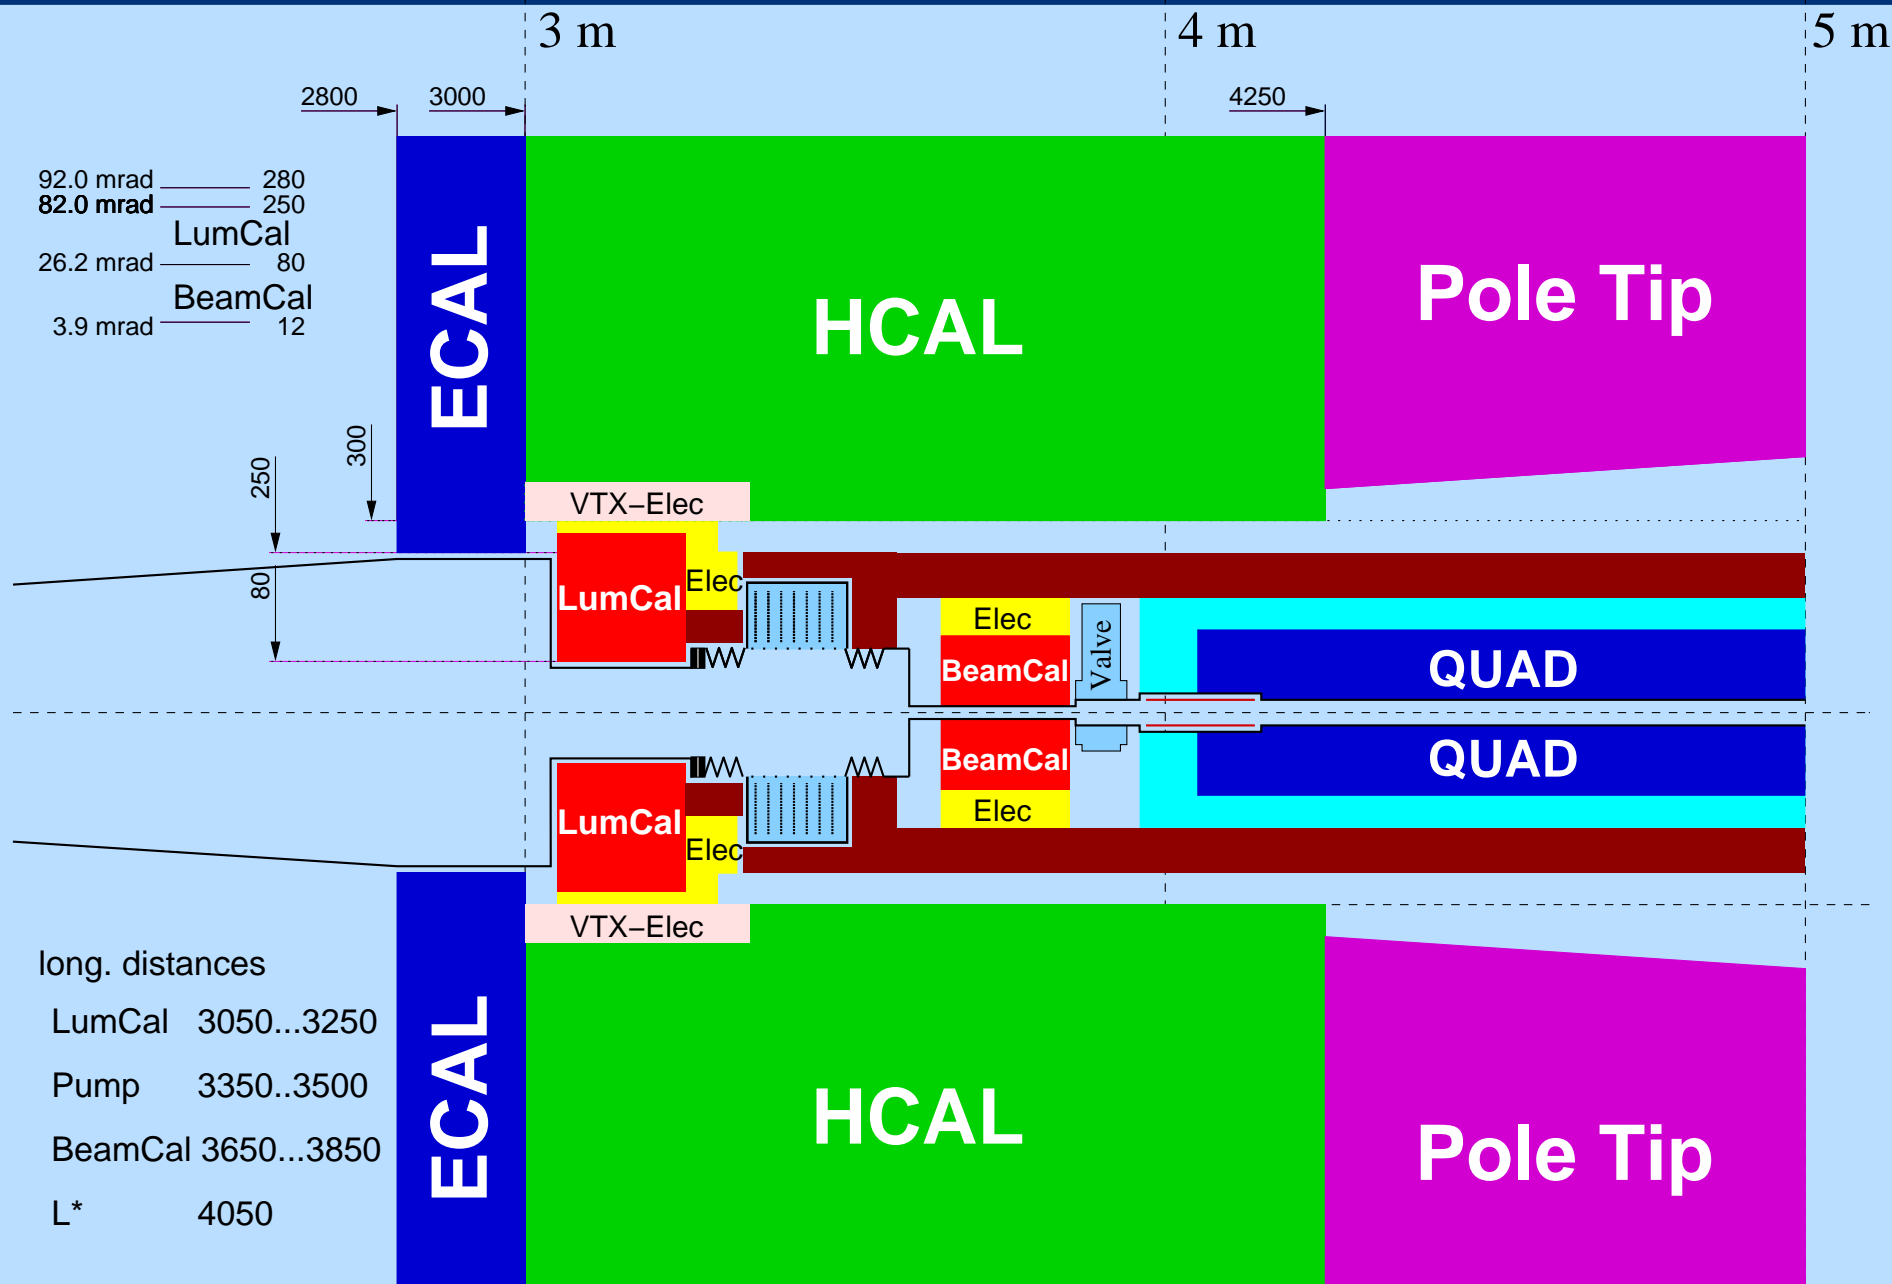 3 m
4 m
5 m
2800
3000
4250
92.0 mrad 280
82.0 mrad 250
LumCal
26.2 mrad 80
BeamCal
3.9 mrad 12
ECAL
HCAL
Pole Tip
300
250
80
VTX–Elec
LumCal
Elec
Elec
BeamCal
Valve
QUAD
BeamCal
QUAD
Elec
LumCal
Elec
VTX–Elec
ECAL
HCAL
Pole Tip
long. distances
LumCal 3050...3250
Pump 3350..3500
BeamCal 3650...3850
L* 4050